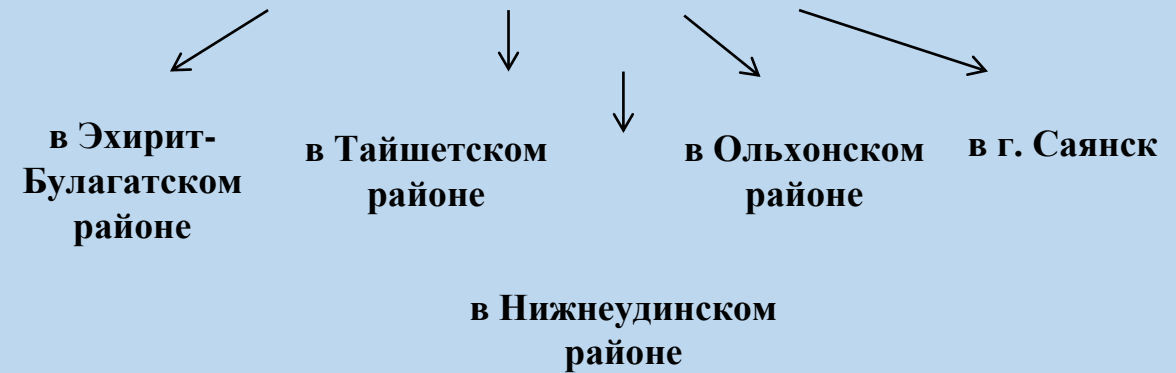 в Эхирит-
Булагатском
районе
в Тайшетском
районе
в Ольхонском
районе
в г. Саянск
в Нижнеудинском
районе